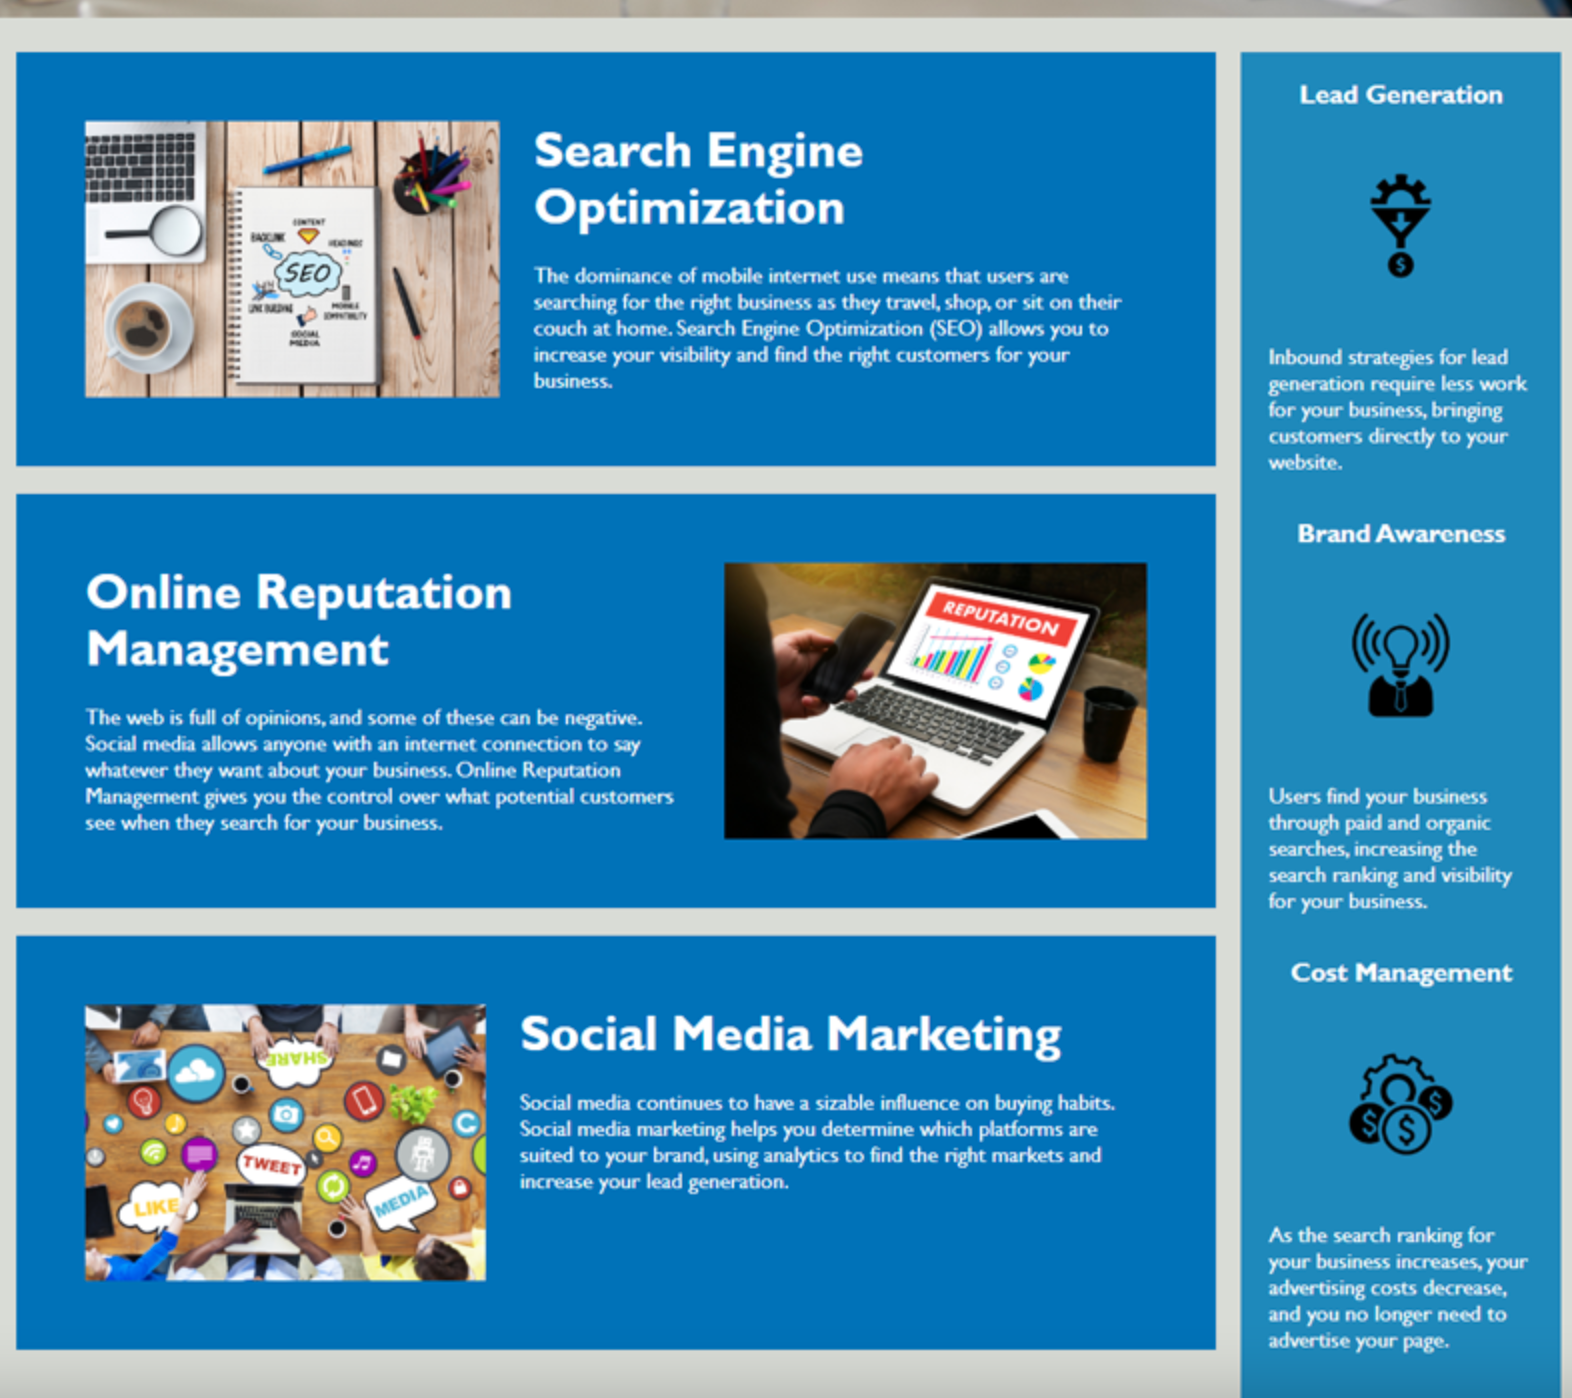 Search Engine
Optimization
The dominance of mobile internet use means that users are
searching for the right business as they travel, shop, or sit on their
couch at home. Search Engine Optimization (SEO) allows you to
increase your visibility and find the right customers for your
business.
CONTENT
BACKLINK
HEADINGS
SEO
LINK BUILDING
MOBILE
COMPATIBILITY
SOCIAL
MEDIA
Online Reputation
Management
The web is full of opinions, and some of these can be negative.
Social media allows anyone with an internet connection to say
whatever they want about your business. Online Reputation
Management gives you the control over what potential customers
see when they search for your business.
REPUTATION
SHARE
TWEET
LIKE
MEDIA
Social Media Marketing
Social media continues to have a sizable influence on buying habits.
Social media marketing helps you determine which platforms are
suited to your brand, using analytics to find the right markets and
increase your lead generation.
Lead Generation
$
Inbound strategies for lead
generation require less work
for your business, bringing
customers directly to your
website.
Brand Awareness
Users find your business
through paid and organic
searches, increasing the
search ranking and visibility
for your business.
Cost Management
$ $ $
As the search ranking for
your business increases, your
advertising costs decrease,
and you no longer need to
advertise your page.